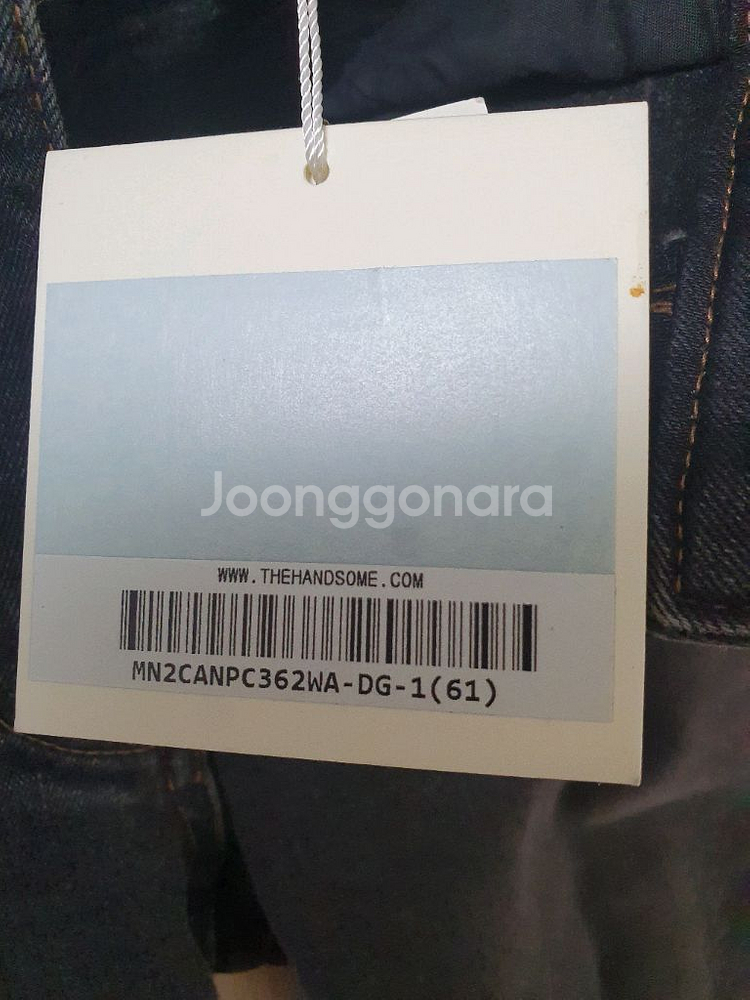 Joonggonara
WWW.THEHANDSOME.COM
MN2CANPC362WA-DG-1(61)